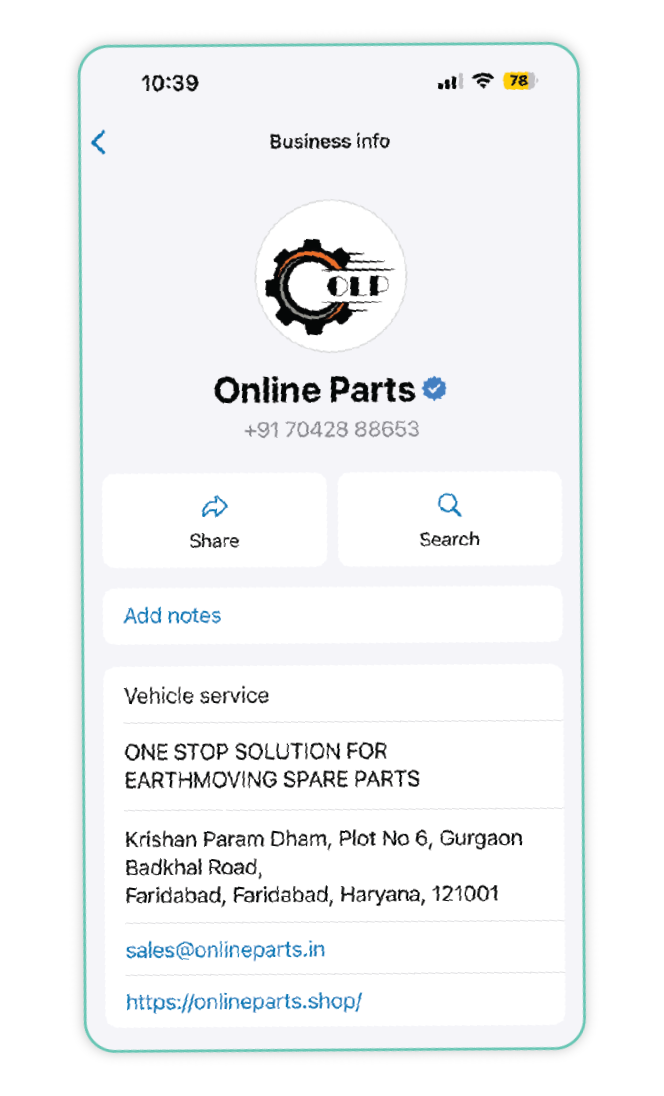 10:39
78
Business info
OLP
Online Parts
+91 70428 88653
Share
Search
Add notes
Vehicle service
ONE STOP SOLUTION FOR
EARTHMOVING SPARE PARTS
Krishan Param Dham, Plot No 6, Gurgaon
Badkhal Road,
Faridabad, Faridabad, Haryana, 121001
sales@onlineparts.in
https://onlineparts.shop/